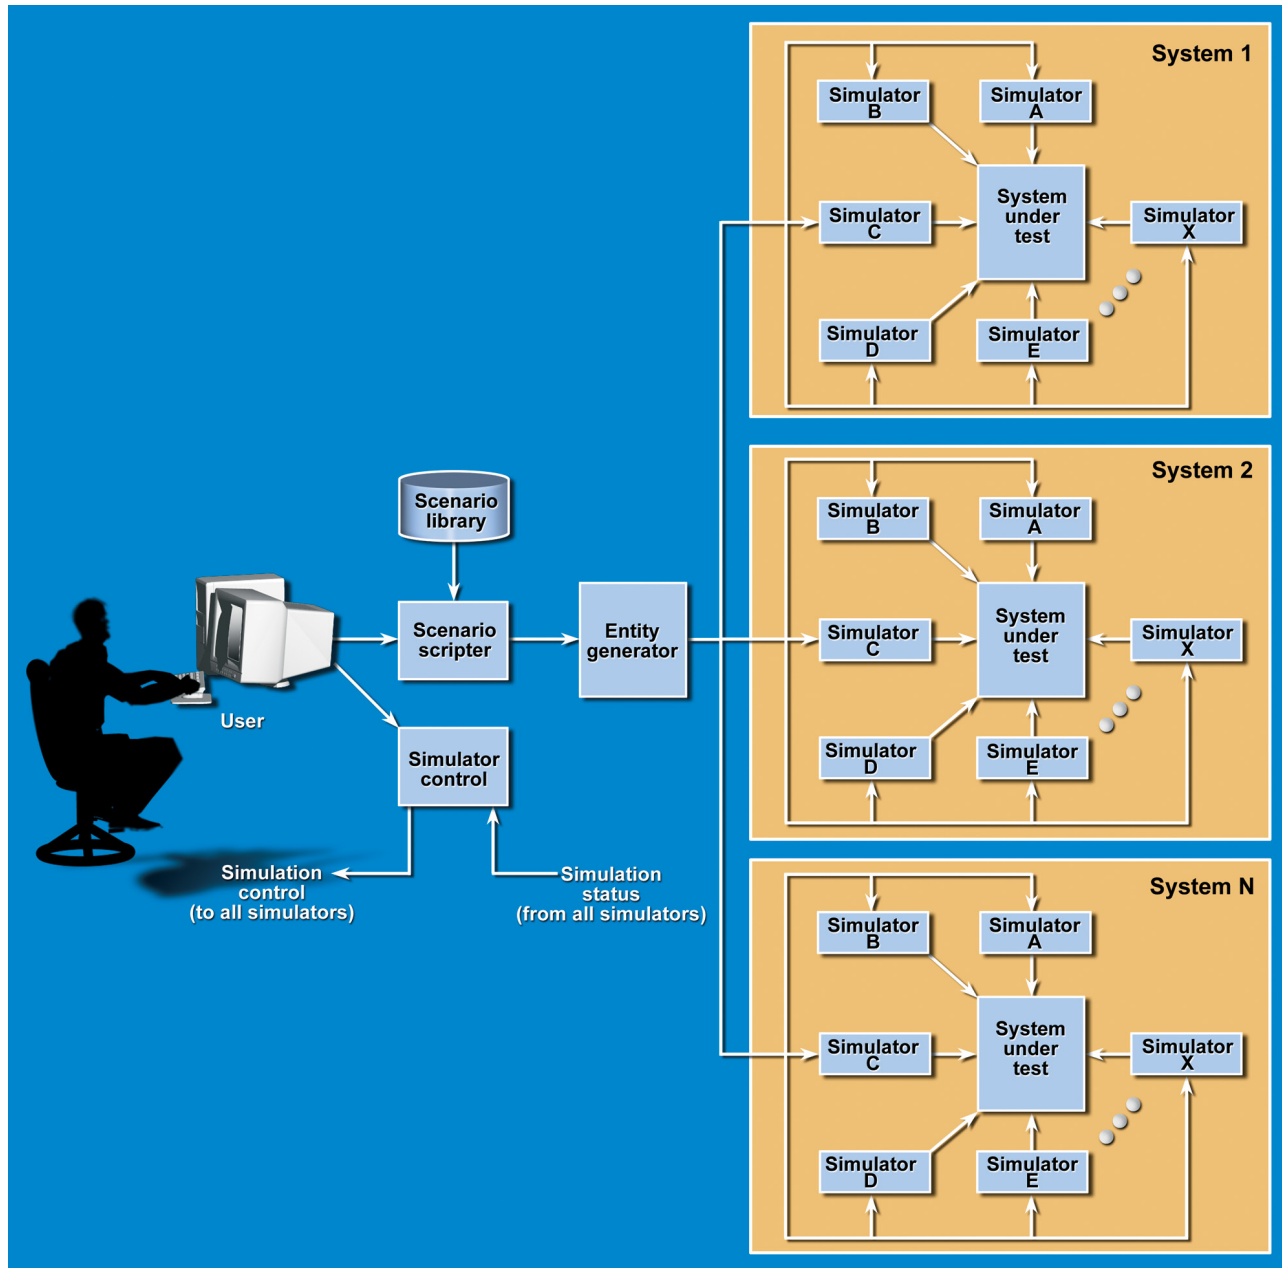 Scenario
library
Scenario
scripter
Entity
generator
User
Simulator
control
Simulation
control
(to all simulators)
Simulation
status
(from all simulators)
System 1
Simulator
B
Simulator
A
Simulator
C
System
under
test
Simulator
X
Simulator
D
Simulator
E
System 2
Simulator
B
Simulator
A
Simulator
C
System
under
test
Simulator
X
Simulator
D
Simulator
E
System N
Simulator
B
Simulator
A
Simulator
C
System
under
test
Simulator
X
Simulator
D
Simulator
E